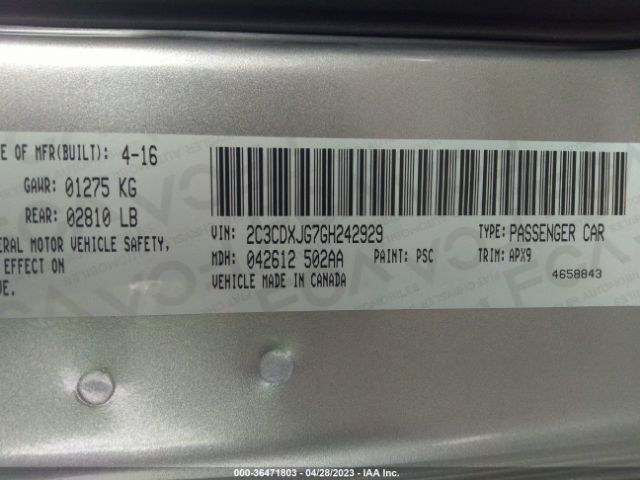 E OF MFR(BUILT): 4-16
GAWR: 01275 KG
REAR: 02810 LB
ERAL MOTOR VEHICLE SAFETY,
EFFECT ON
VIN: 2C3CDXJG7GH242929 TYPE: PASSENGER CAR
MDH: 042612 502AA PAINT: PSC TRIM: APX9
VEHICLE MADE IN CANADA 4658843
000-36471803 - 04/28/2023 - IAA Inc.